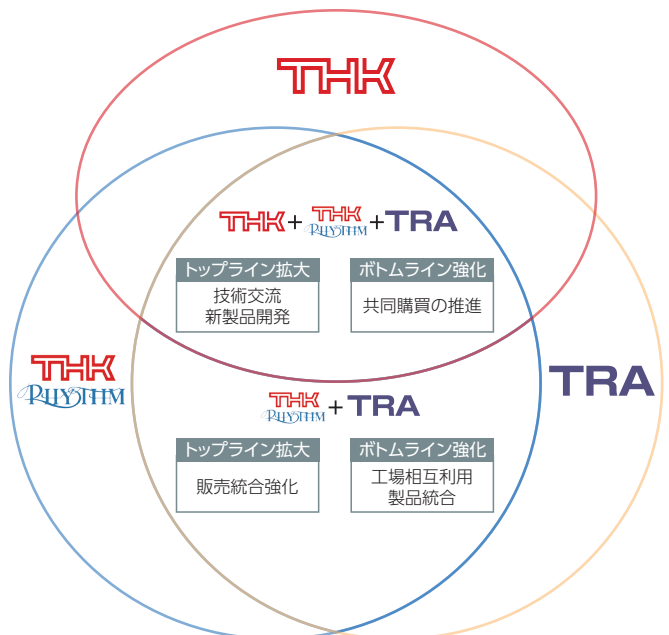 THK
THK + THK RHYTHM + TRA
トップライン拡大
技術交流
新製品開発
ボトムライン強化
共同購買の推進
THK
RHYTHM
TRA
THK RHYTHM + TRA
トップライン拡大
販売統合強化
ボトムライン強化
工場相互利用
製品統合